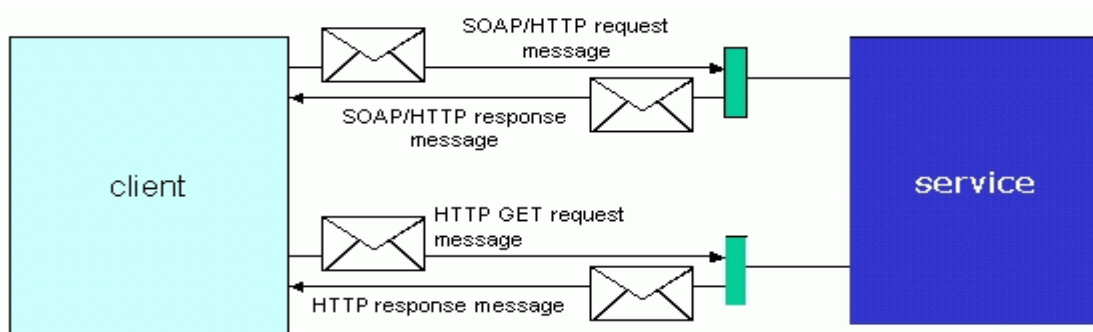 SOAP/HTTP request
message
SOAP/HTTP response
message
client
service
HTTP GET request
message
HTTP response message